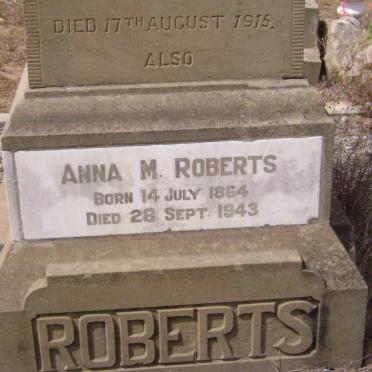 DIED 17TH AUGUST 1915.
ALSO
ANNA M. ROBERTS
BORN 14 JULY 1864
DIED 28 SEPT. 1943
ROBERTS